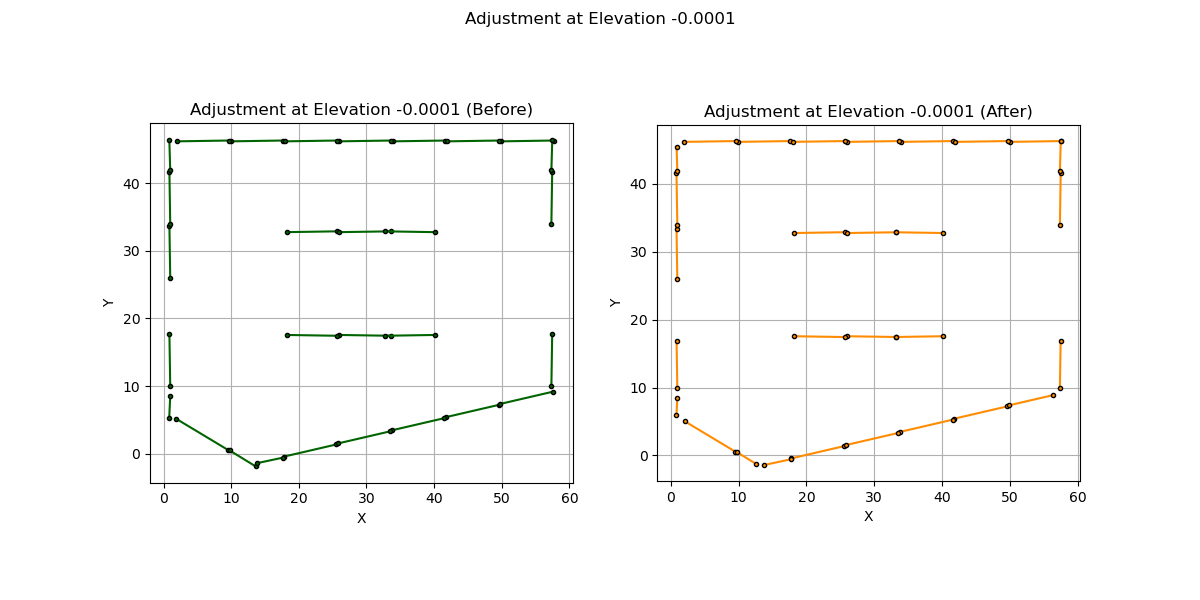 Adjustment at Elevation -0.0001
Adjustment at Elevation -0.0001 (Before)
Y
40
30
20
10
0
0 10 20 30 40 50 60
X
Adjustment at Elevation -0.0001 (After)
Y
40
30
20
10
0
0 10 20 30 40 50 60
X